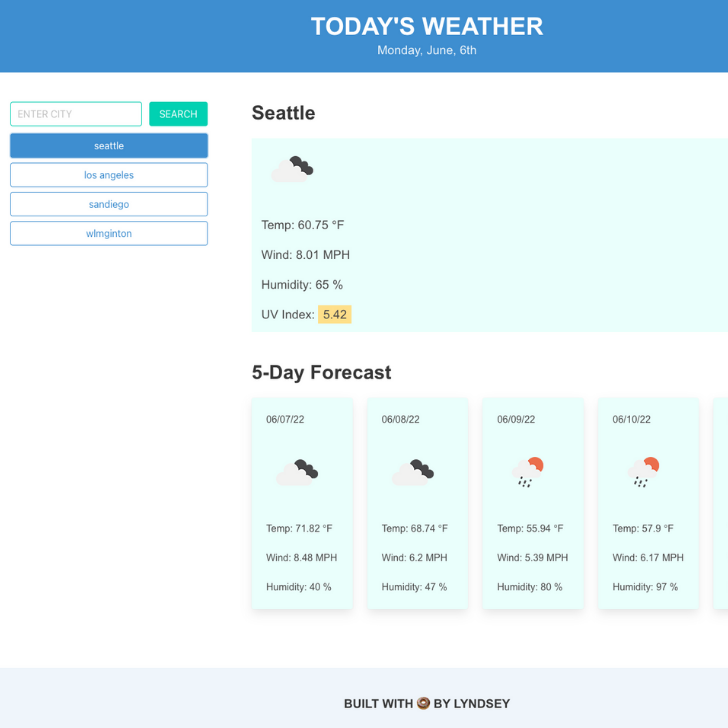 TODAY'S WEATHER
Monday, June, 6th
ENTER CITY
SEARCH
seattle
los angeles
sandiego
wlmginton
Seattle
Temp: 60.75 °F
Wind: 8.01 MPH
Humidity: 65 %
UV Index: 5.42
5-Day Forecast
06/07/22
Temp: 71.82 °F
Wind: 8.48 MPH
Humidity: 40 %
06/08/22
Temp: 68.74 °F
Wind: 6.2 MPH
Humidity: 47 %
06/09/22
Temp: 55.94 °F
Wind: 5.39 MPH
Humidity: 80 %
06/10/22
Temp: 57.9 °F
Wind: 6.17 MPH
Humidity: 97 %
BUILT WITH 🍩 BY LYNDSEY